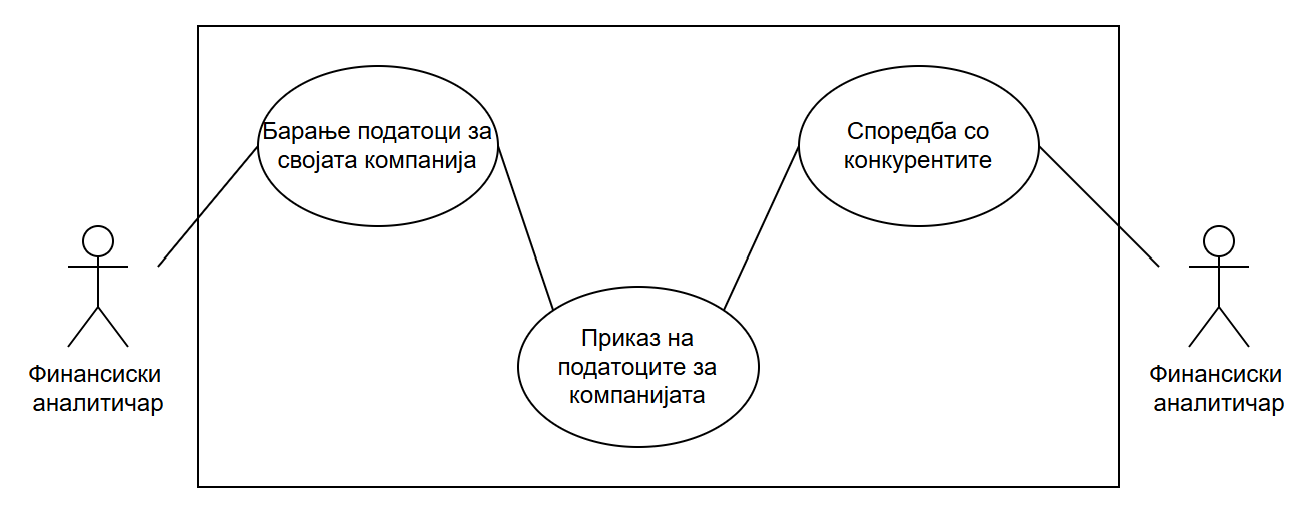 Барање податоци за
својата компанија
Споредба со
конкурентите
Приказ на
податоците за
компанијата
Финансиски
аналитичар
Финансиски
аналитичар